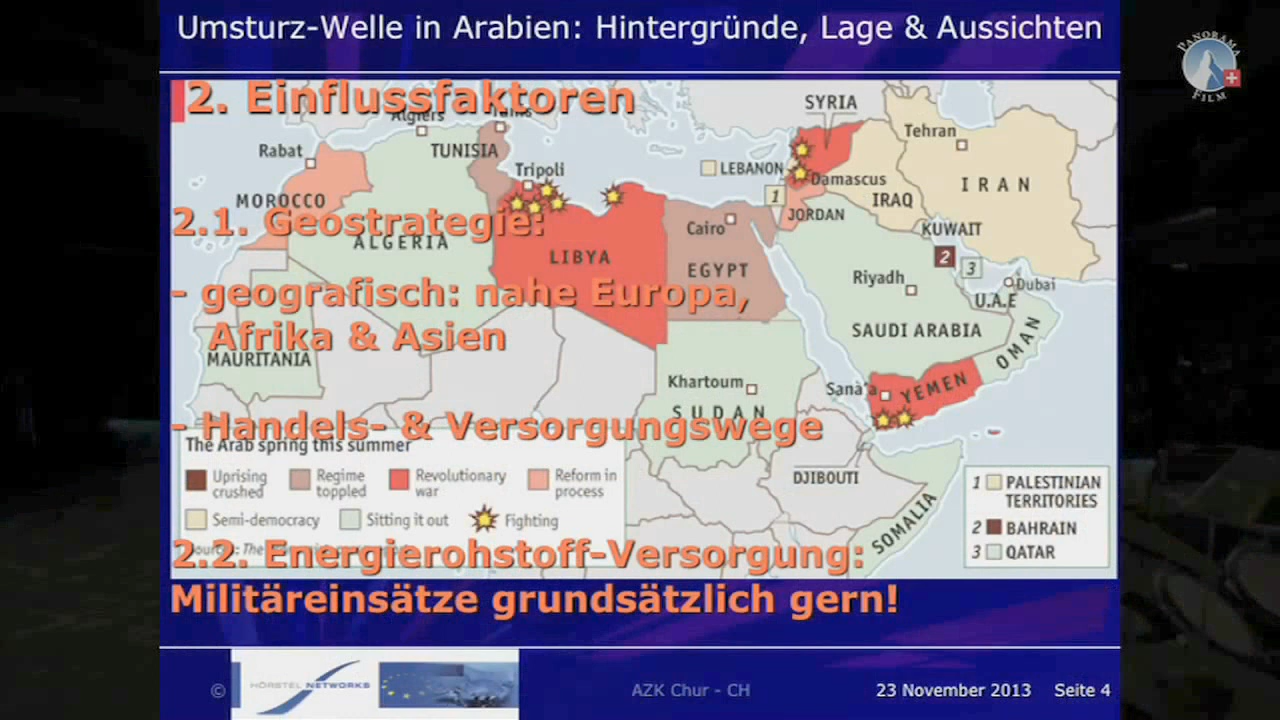 Umsturz-Welle in Arabien: Hintergründe, Lage & Aussichten
PANORAMA
FILM
2. Einflussfaktoren
Algiers
Tunis
SYRIA
Rabat
TUNISIA
Tripoli
LEBANON
Tehran
MOROCCO
Damascus
IRAQ
IRAN
1
JORDAN
2.1. Geostrategie:
ALGERIA
LIBYA
Cairo
EGYPT
KUWAIT
2
3
Riyadh
Dubai
U.A.E
- geografisch: nahe Europa,
Afrika & Asien
MAURITANIA
SAUDI ARABIA
OMAN
Khartoum
SUDAN
Sana'a
YEMEN
- Handels- & Versorgungswege
The Arab spring this summer
Uprising crushed
Regime toppled
Revolutionary war
Reform in process
Semi-democracy
Sitting it out
Fighting
DJIBOUTI
SOMALIA
1 PALESTINIAN
TERRITORIES
2 BAHRAIN
3 QATAR
2.2. Energierohstoff-Versorgung:
Militäreinsätze grundsätzlich gern!
© HÖRSTEL NETWORKS
AZK Chur - CH
23 November 2013 Seite 4